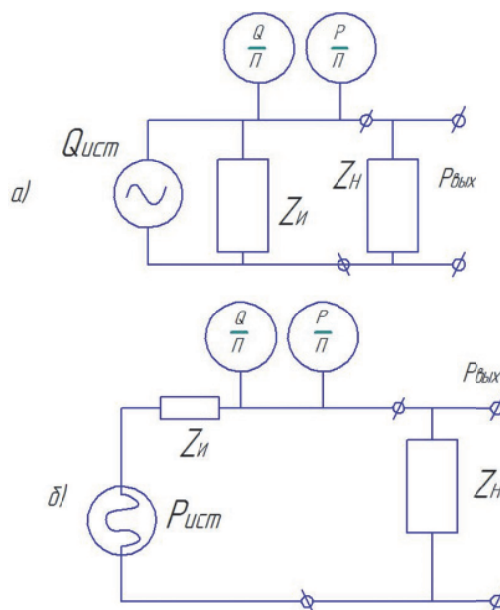 Q P
П П
Qист
а)
Zи
Zн
Pвых
Q P
П П
Pвых
Zи
Zн
б)
Pист